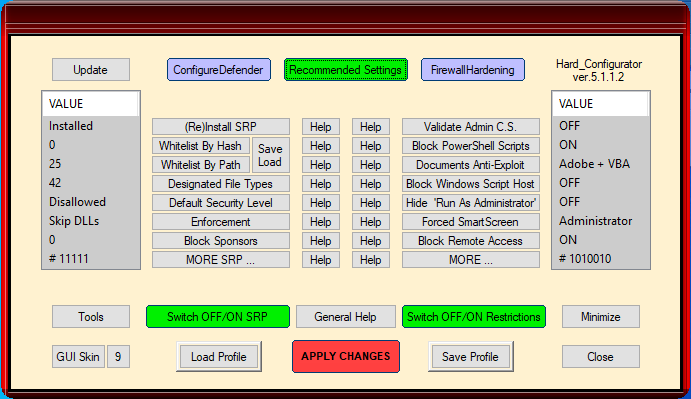 Update
ConfigureDefender
Recommended Settings
FirewallHardening
Hard_Configurator
ver.5.1.1.2
VALUE
VALUE
Installed
(Re)Install SRP
Help
Help
Validate Admin C.S.
OFF
0
Whitelist By Hash
Save
Load
Help
Help
Block PowerShell Scripts
ON
25
Whitelist By Path
Help
Help
Documents Anti-Exploit
Adobe + VBA
42
Designated File Types
Help
Help
Block Windows Script Host
OFF
Disallowed
Default Security Level
Help
Help
Hide 'Run As Administrator'
OFF
Skip DLLs
Enforcement
Help
Help
Forced SmartScreen
Administrator
0
Block Sponsors
Help
Help
Block Remote Access
ON
# 11111
MORE SRP ...
Help
Help
MORE ...
# 1010010
Tools
Switch OFF/ON SRP
General Help
Switch OFF/ON Restrictions
Minimize
GUI Skin
9
Load Profile
APPLY CHANGES
Save Profile
Close